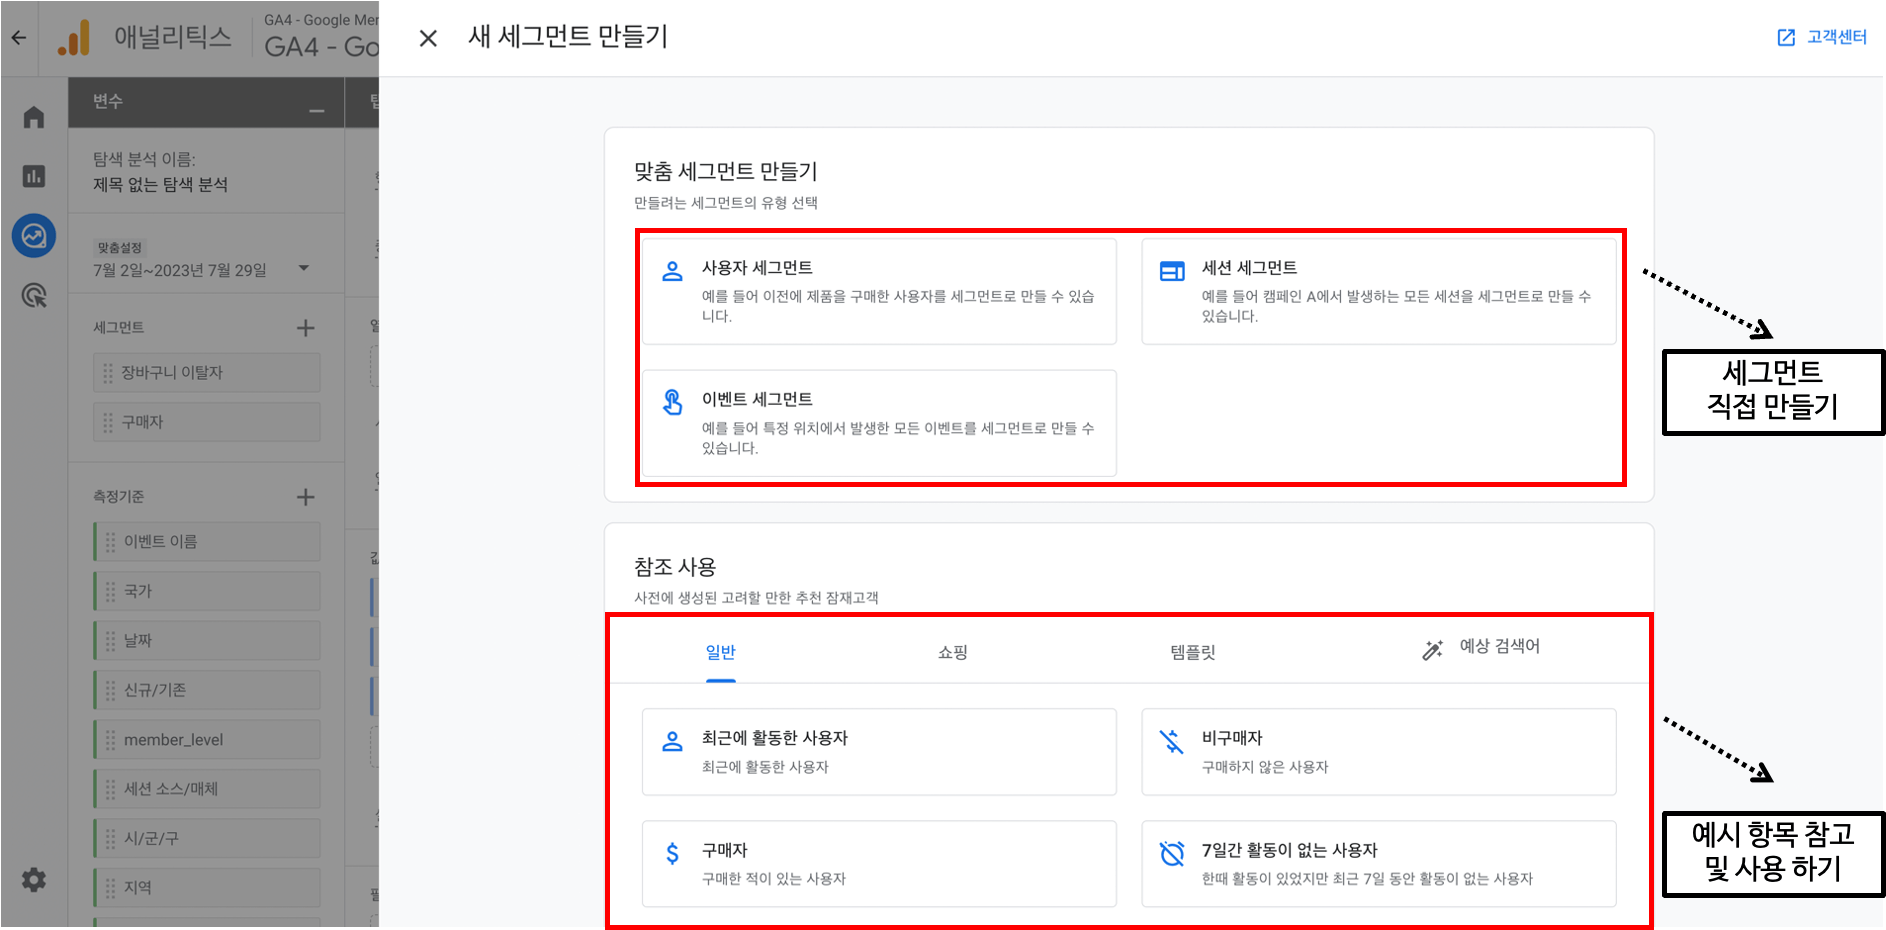 애널리틱스
GA4 - Google Mer
GA4 - Go
새 세그먼트 만들기
고객센터
변수
탐색 분석 이름:
제목 없는 탐색 분석
맞춤설정
7월 2일~2023년 7월 29일
세그먼트
장바구니 이탈자
구매자
측정기준
이벤트 이름
국가
날짜
신규/기존
member_level
세션 소스/매체
시/군/구
지역
맞춤 세그먼트 만들기
만들려는 세그먼트의 유형 선택
사용자 세그먼트
예를 들어 이전에 제품을 구매한 사용자를 세그먼트로 만들 수 있습
니다.
세션 세그먼트
예를 들어 캠페인 A에서 발생하는 모든 세션을 세그먼트로 만들 수
있습니다.
이벤트 세그먼트
예를 들어 특정 위치에서 발생한 모든 이벤트를 세그먼트로 만들 수
있습니다.
세그먼트
직접 만들기
참조 사용
사전에 생성된 고려할 만한 추천 잠재고객
일반
쇼핑
템플릿
예상 검색어
최근에 활동한 사용자
최근에 활동한 사용자
비구매자
구매하지 않은 사용자
구매자
구매한 적이 있는 사용자
7일간 활동이 없는 사용자
한때 활동이 있었지만 최근 7일 동안 활동이 없는 사용자
예시 항목 참고
및 사용 하기